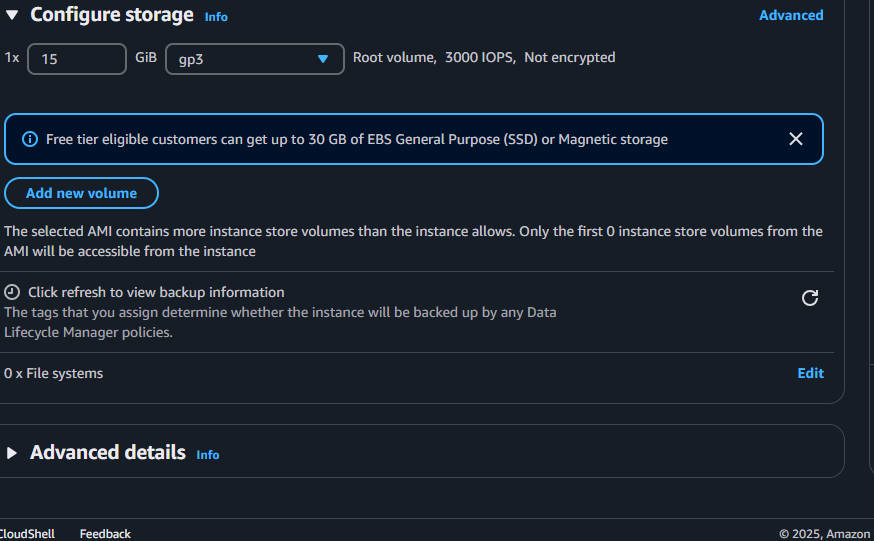 Configure storage Info Advanced
1x 15 GiB gp3 Root volume, 3000 IOPS, Not encrypted
Free tier eligible customers can get up to 30 GB of EBS General Purpose (SSD) or Magnetic storage
Add new volume
The selected AMI contains more instance store volumes than the instance allows. Only the first 0 instance store volumes from the
AMI will be accessible from the instance
Click refresh to view backup information
The tags that you assign determine whether the instance will be backed up by any Data
Lifecycle Manager policies.
0 x File systems Edit
Advanced details Info
CloudShell Feedback © 2025, Amazon